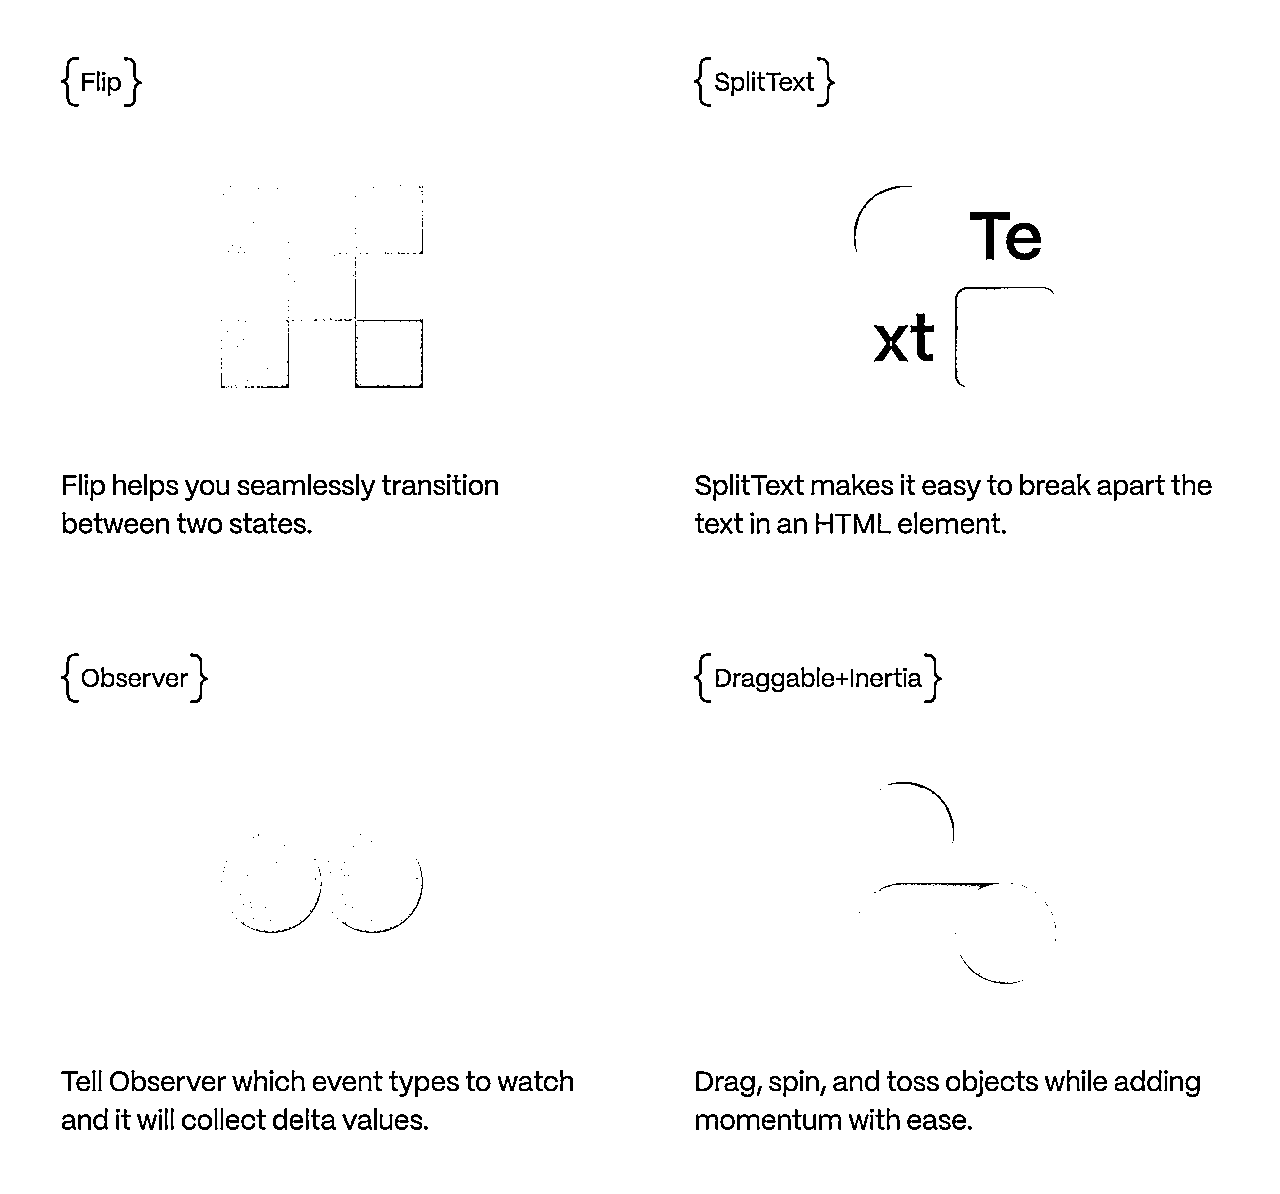 {Flip}
{SplitText}
Te
xt
Flip helps you seamlessly transition
between two states.
SplitText makes it easy to break apart the
text in an HTML element.
{Observer}
{Draggable+Inertia}
Tell Observer which event types to watch
and it will collect delta values.
Drag, spin, and toss objects while adding
momentum with ease.